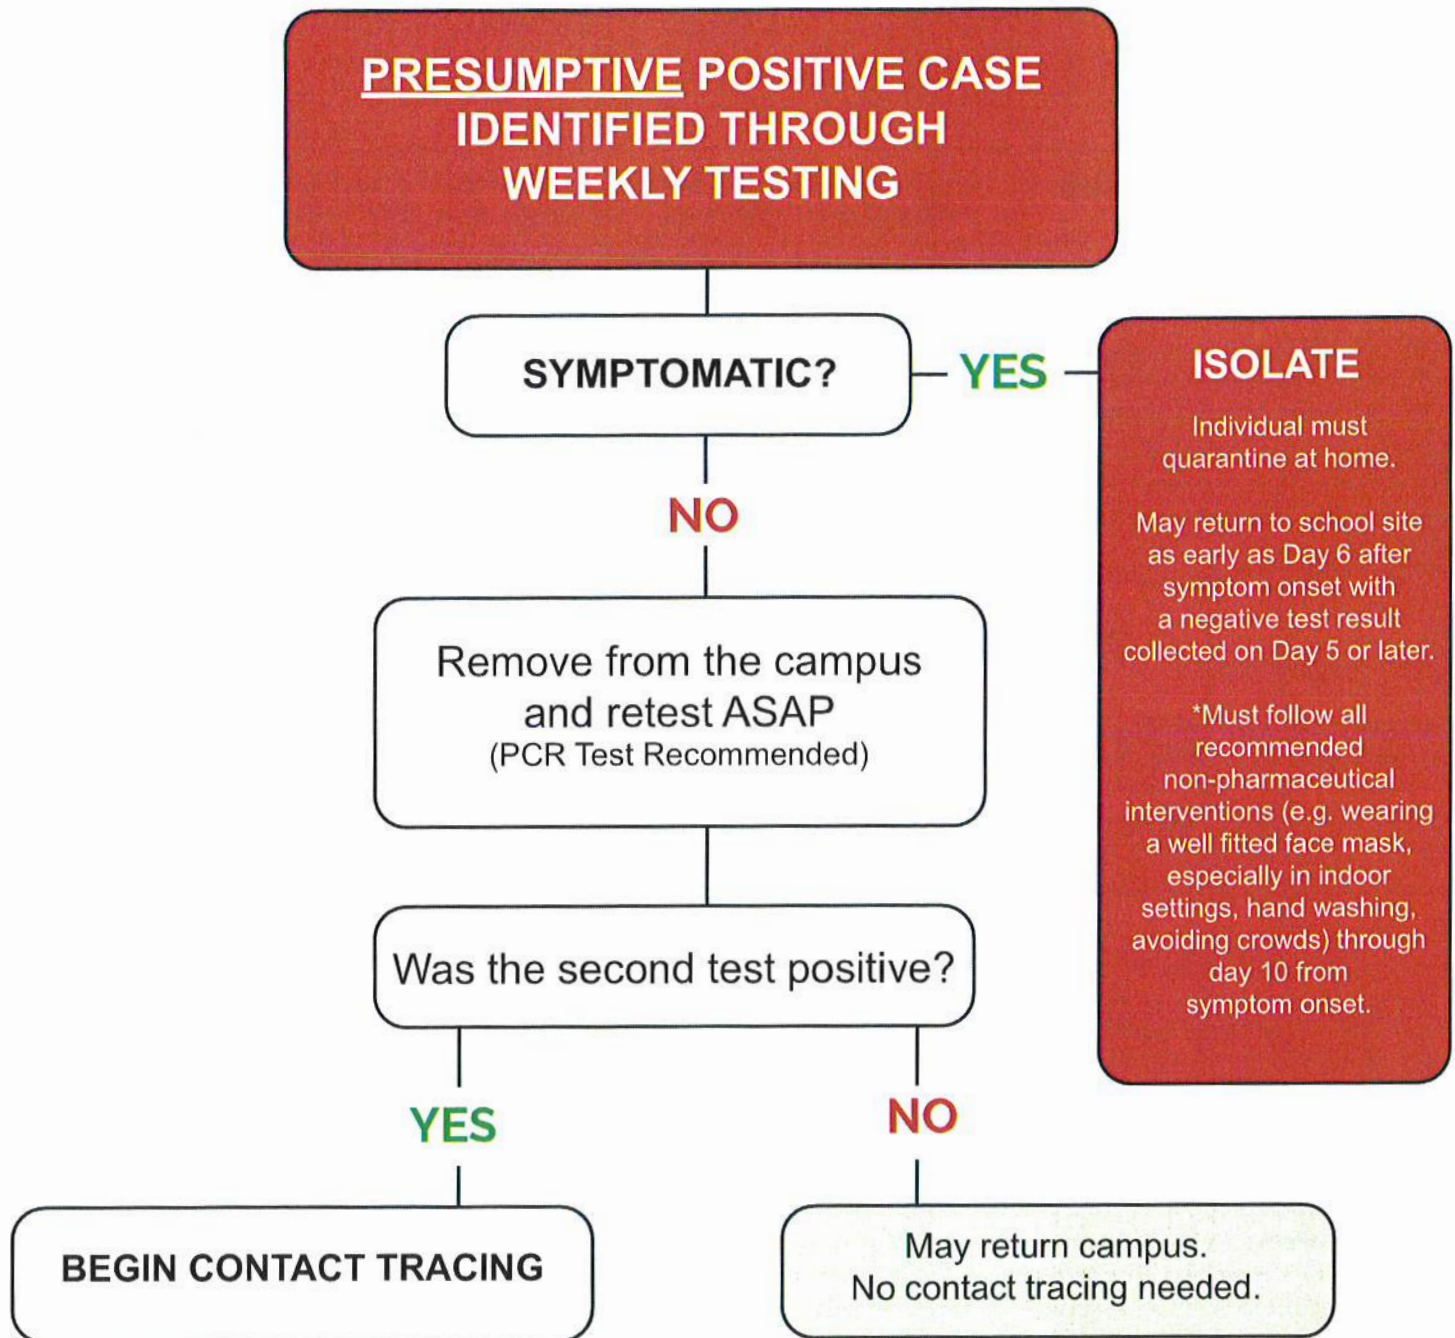 PRESUMPTIVE POSITIVE CASE
IDENTIFIED THROUGH
WEEKLY TESTING
SYMPTOMATIC?
YES
ISOLATE
Individual must
quarantine at home.
May return to school site
as early as Day 6 after
symptom onset with
a negative test result
collected on Day 5 or later.
*Must follow all
recommended
non-pharmaceutical
interventions (e.g. wearing
a well fitted face mask,
especially in indoor
settings, hand washing,
avoiding crowds) through
day 10 from
symptom onset.
NO
Remove from the campus
and retest ASAP
(PCR Test Recommended)
Was the second test positive?
YES
NO
BEGIN CONTACT TRACING
May return campus.
No contact tracing needed.